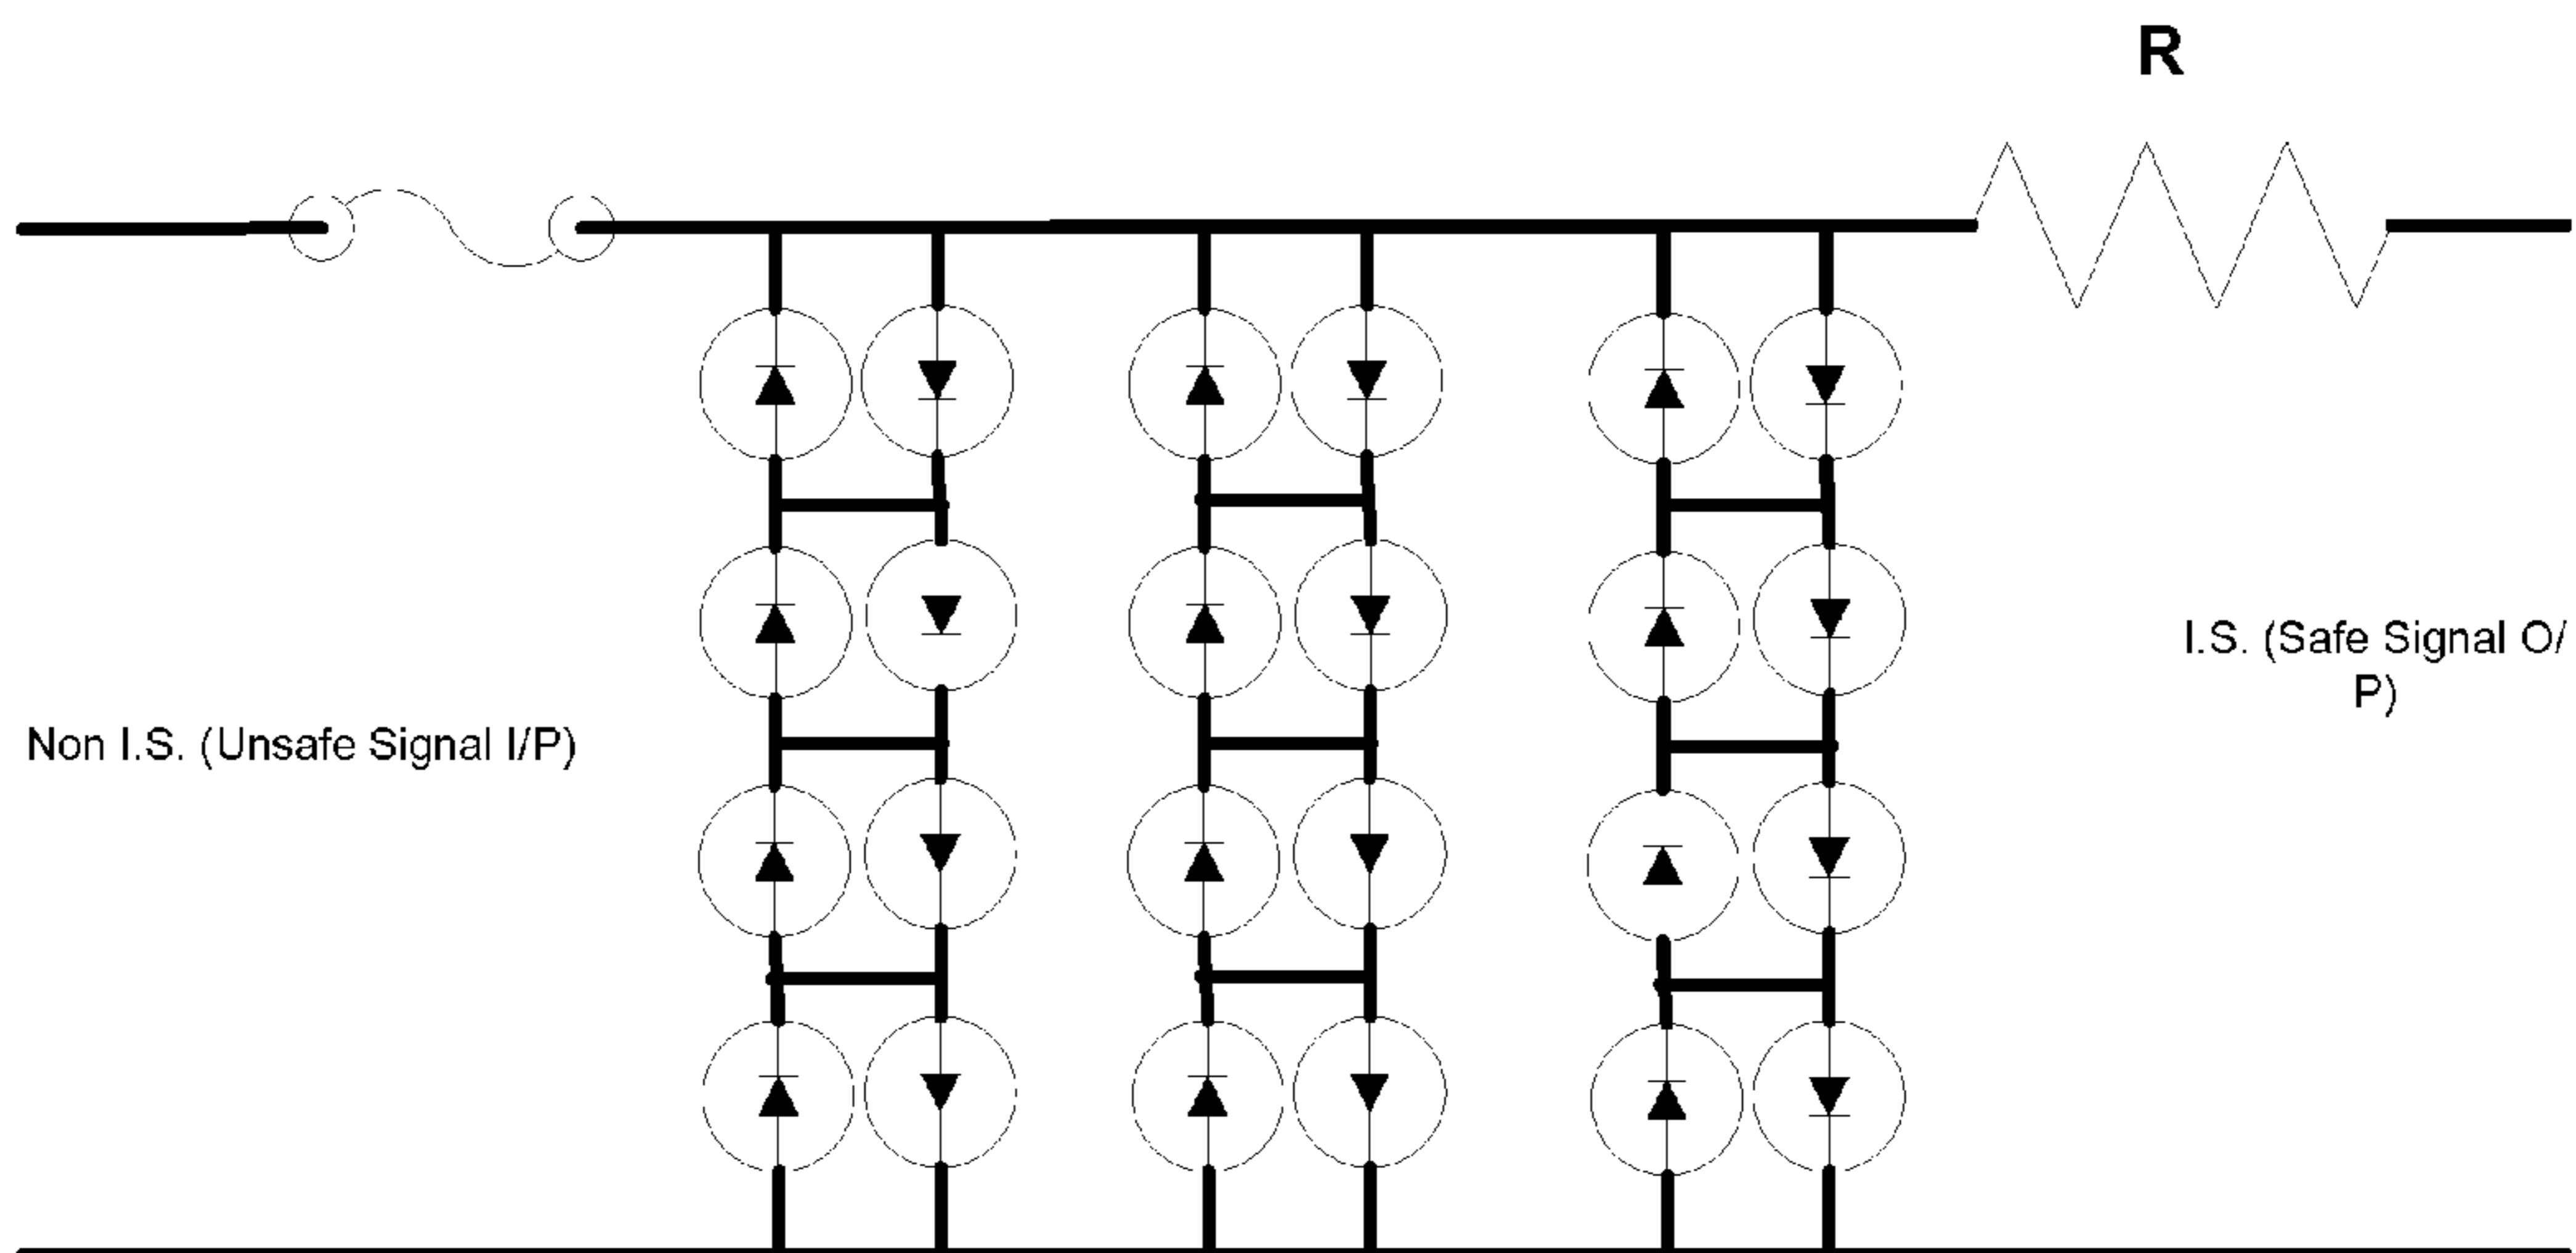 R
I.S. (Safe Signal O/
P)
Non I.S. (Unsafe Signal I/P)